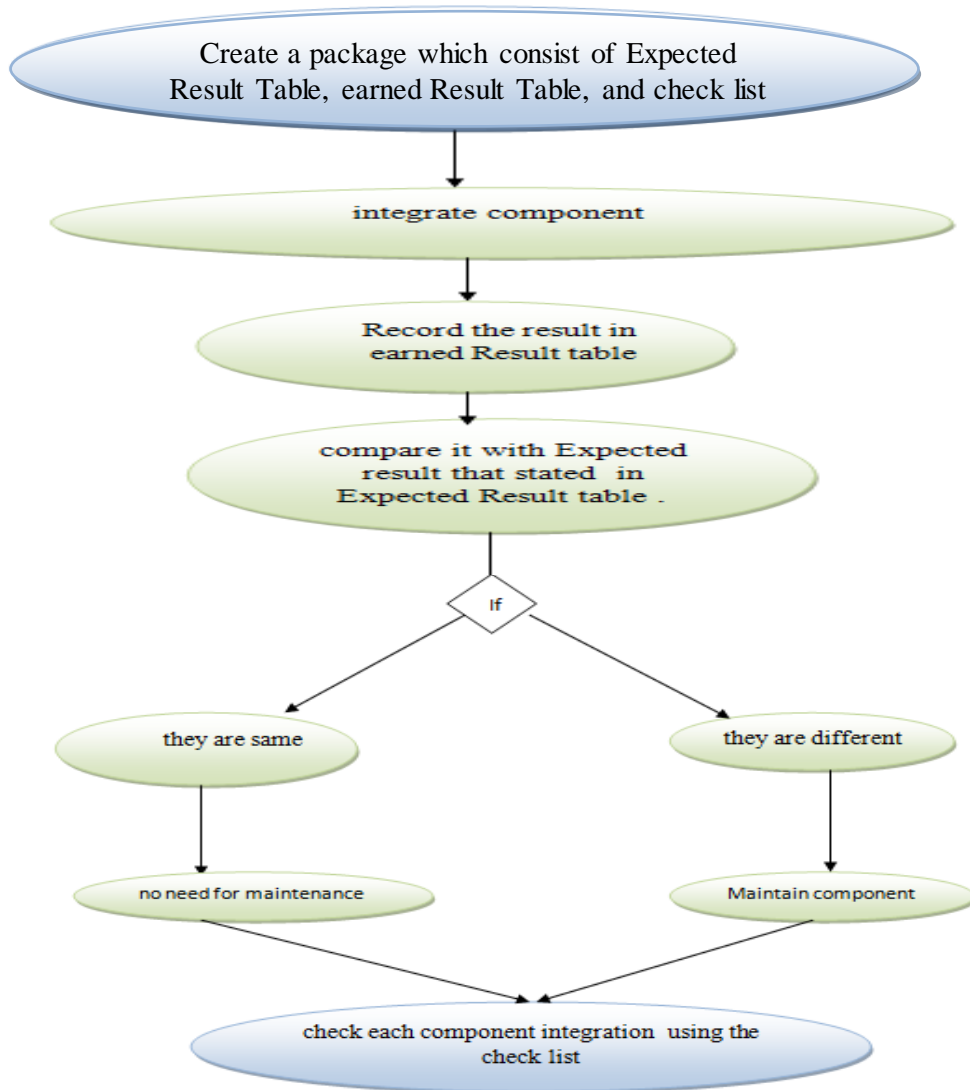 Create a package which consist of Expected
Result Table, earned Result Table, and check list
integrate component
Record the result in
earned Result table
compare it with Expected
result that stated in
Expected Result table .
If
they are same
they are different
no need for maintenance
Maintain component
check each component integration using the
check list